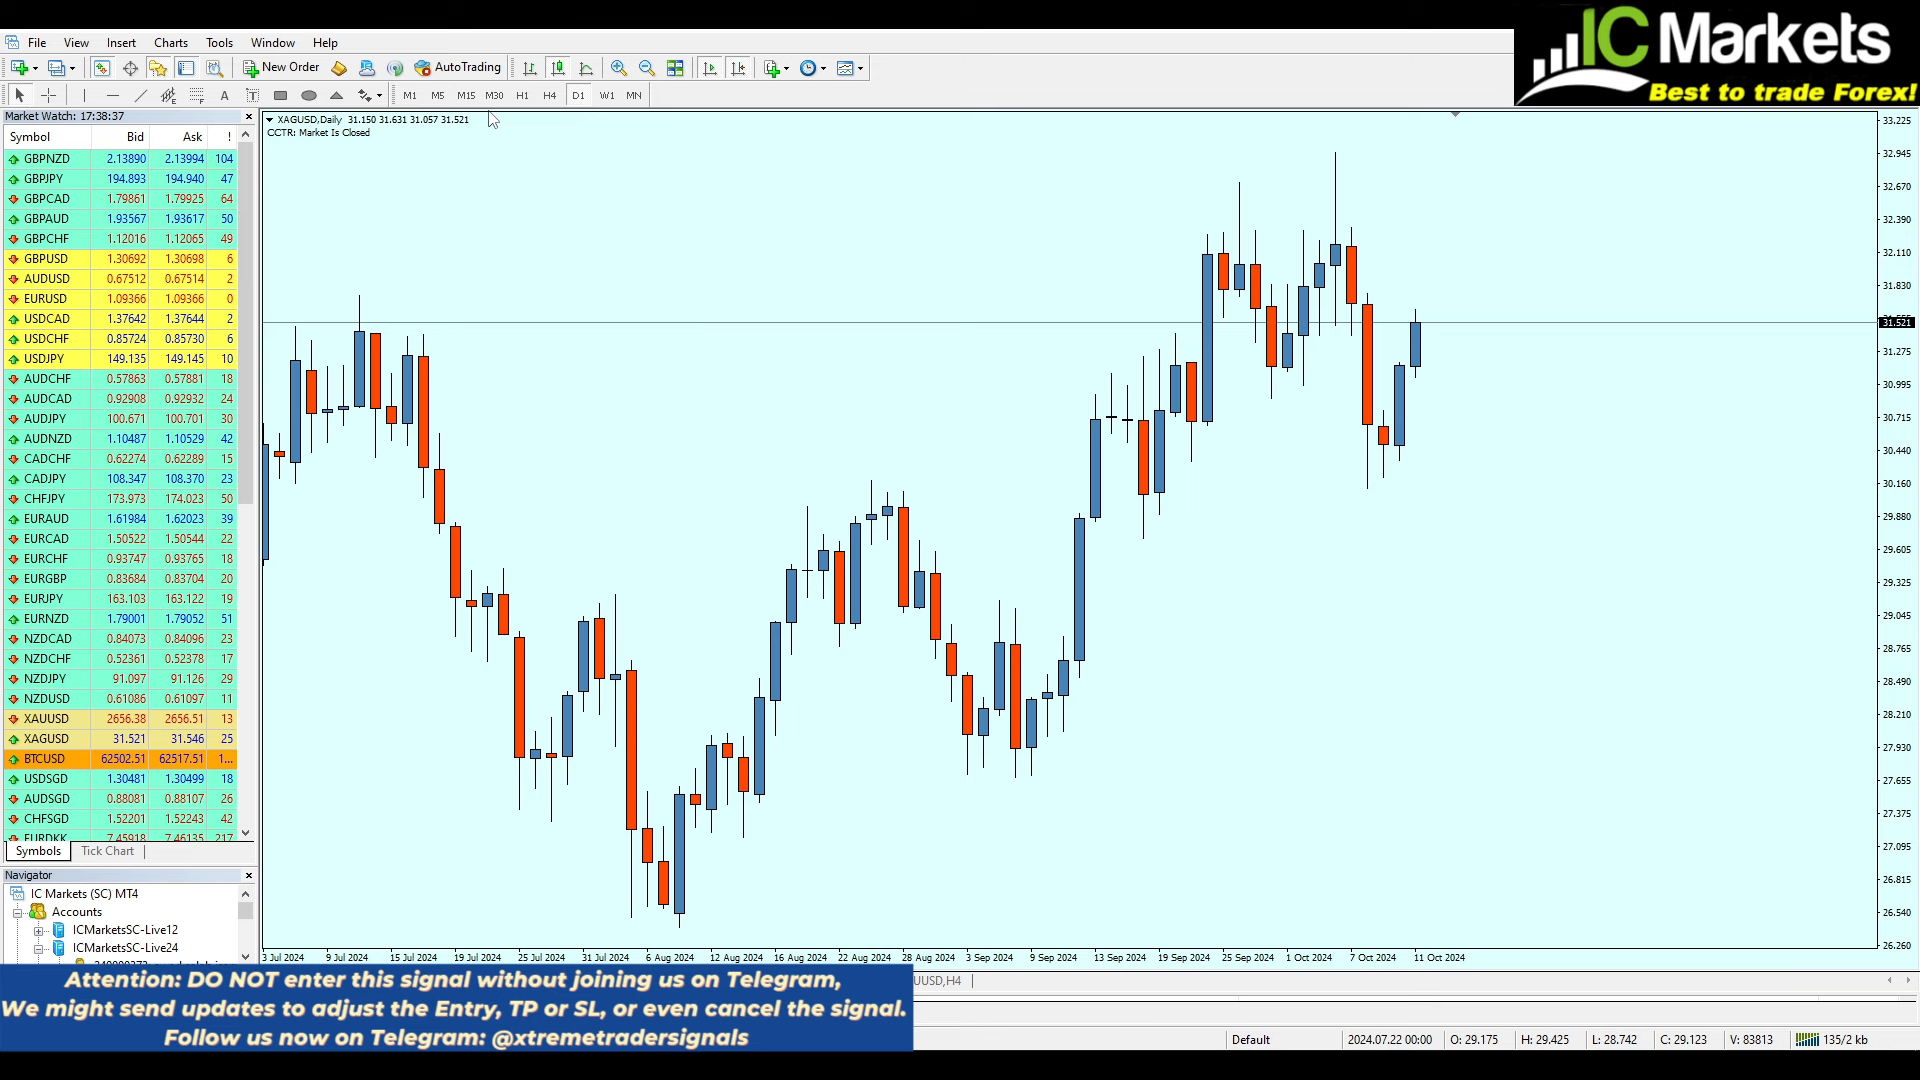 IC Markets
Best to trade Forex!
File View Insert Charts Tools Window Help
New Order AutoTrading
A T M1 M5 M15 M30 H1 H4 D1 W1 MN
Market Watch: 17:38:37
Symbol Bid Ask !
GBPNZD 2.13890 2.13994 104
GBPJPY 194.893 194.940 47
GBPCAD 1.79861 1.79925 64
GBPAUD 1.93567 1.93617 50
GBPCHF 1.12016 1.12065 49
GBPUSD 1.30692 1.30698 6
AUDUSD 0.67512 0.67514 2
EURUSD 1.09366 1.09366 0
USDCAD 1.37642 1.37644 2
USDCHF 0.85724 0.85730 6
USDJPY 149.135 149.145 10
AUDCHF 0.57863 0.57881 18
AUDCAD 0.92908 0.92932 24
AUDJPY 100.671 100.701 30
AUDNZD 1.10487 1.10529 42
CADCHF 0.62274 0.62289 15
CADJPY 108.347 108.370 23
CHFJPY 173.973 174.023 50
EURAUD 1.61984 1.62023 39
EURCAD 1.50522 1.50544 22
EURCHF 0.93747 0.93765 18
EURGBP 0.83684 0.83704 20
EURJPY 163.103 163.122 19
EURNZD 1.79001 1.79052 51
NZDCAD 0.84073 0.84096 23
NZDCHF 0.52361 0.52378 17
NZDJPY 91.097 91.126 29
NZDUSD 0.61086 0.61097 11
XAUUSD 2656.38 2656.51 13
XAGUSD 31.521 31.546 25
BTCUSD 62502.51 62517.51 1...
USDSGD 1.30481 1.30499 18
AUDSGD 0.88081 0.88107 26
CHFSGD 1.52201 1.52243 42
EURDKK 7.45918 7.46135 217
Symbols Tick Chart
Navigator
IC Markets (SC) MT4
Accounts
ICMarketsSC-Live12
ICMarketsSC-Live24
XAGUSD,Daily 31.150 31.631 31.057 31.521
CCTR: Market Is Closed
33.225
32.945
32.670
32.390
32.110
31.830
31.521
31.275
30.995
30.715
30.440
30.160
29.880
29.605
29.325
29.045
28.765
28.490
28.210
27.930
27.655
27.375
27.095
26.815
26.540
26.260
3 Jul 2024 9 Jul 2024 15 Jul 2024 19 Jul 2024 25 Jul 2024 31 Jul 2024 6 Aug 2024 12 Aug 2024 16 Aug 2024 22 Aug 2024 28 Aug 2024 3 Sep 2024 9 Sep 2024 13 Sep 2024 19 Sep 2024 25 Sep 2024 1 Oct 2024 7 Oct 2024 11 Oct 2024
UUSD,H4
Attention: DO NOT enter this signal without joining us on Telegram,
We might send updates to adjust the Entry, TP or SL, or even cancel the signal.
Follow us now on Telegram: @xtremetradersignals
Default 2024.07.22 00:00 O: 29.175 H: 29.425 L: 28.742 C: 29.123 V: 83813 135/2 kb